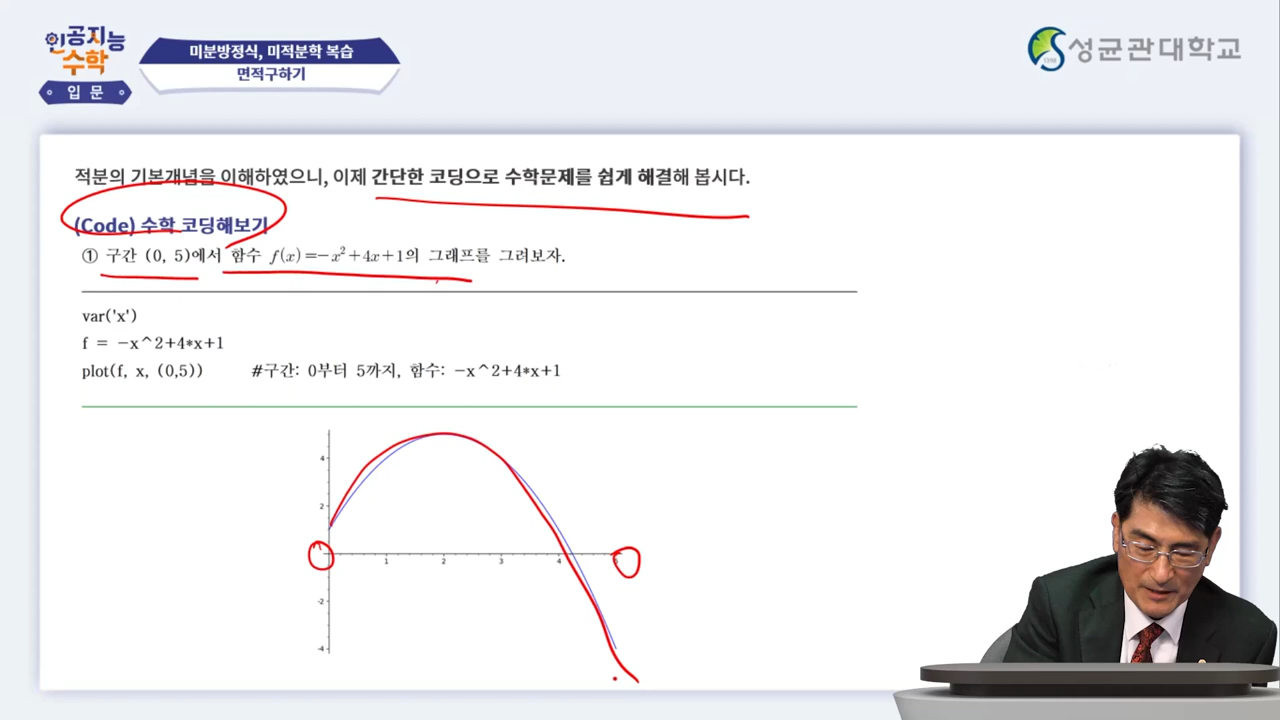 인공지능
수학
입문
미분방정식, 미적분학 복습
면적구하기
성균관대학교
적분의 기본개념을 이해하였으니, 이제 간단한 코딩으로 수학문제를 쉽게 해결해 봅시다.
(Code) 수학 코딩해보기
① 구간 (0, 5)에서 함수 f(x)=-x²+4x+1의 그래프를 그려보자.
var('x')
f = -x^2+4*x+1
plot(f, x, (0,5)) #구간: 0부터 5까지, 함수: -x^2+4*x+1
4
2
1 2 3 4
-2
-4